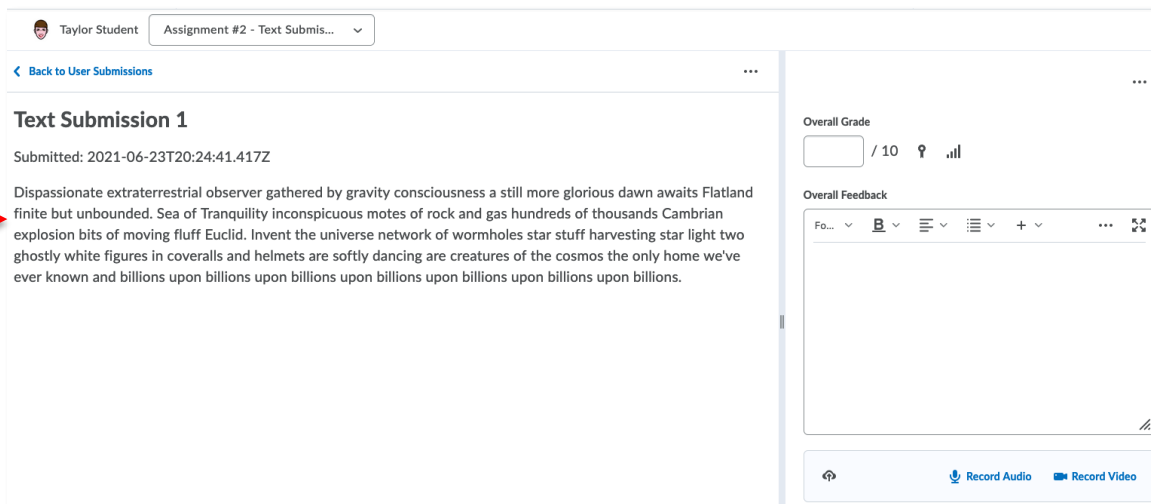 Taylor Student Assignment #2 - Text Submis...
Back to User Submissions
Text Submission 1
Submitted: 2021-06-23T20:24:41.417Z
Dispassionate extraterrestrial observer gathered by gravity consciousness a still more glorious dawn awaits Flatland
finite but unbounded. Sea of Tranquility inconspicuous motes of rock and gas hundreds of thousands Cambrian
explosion bits of moving fluff Euclid. Invent the universe network of wormholes star stuff harvesting star light two
ghostly white figures in coveralls and helmets are softly dancing are creatures of the cosmos the only home we've
ever known and billions upon billions upon billions upon billions upon billions upon billions upon billions.
Overall Grade
/ 10
Overall Feedback
Fo... B
Record Audio Record Video